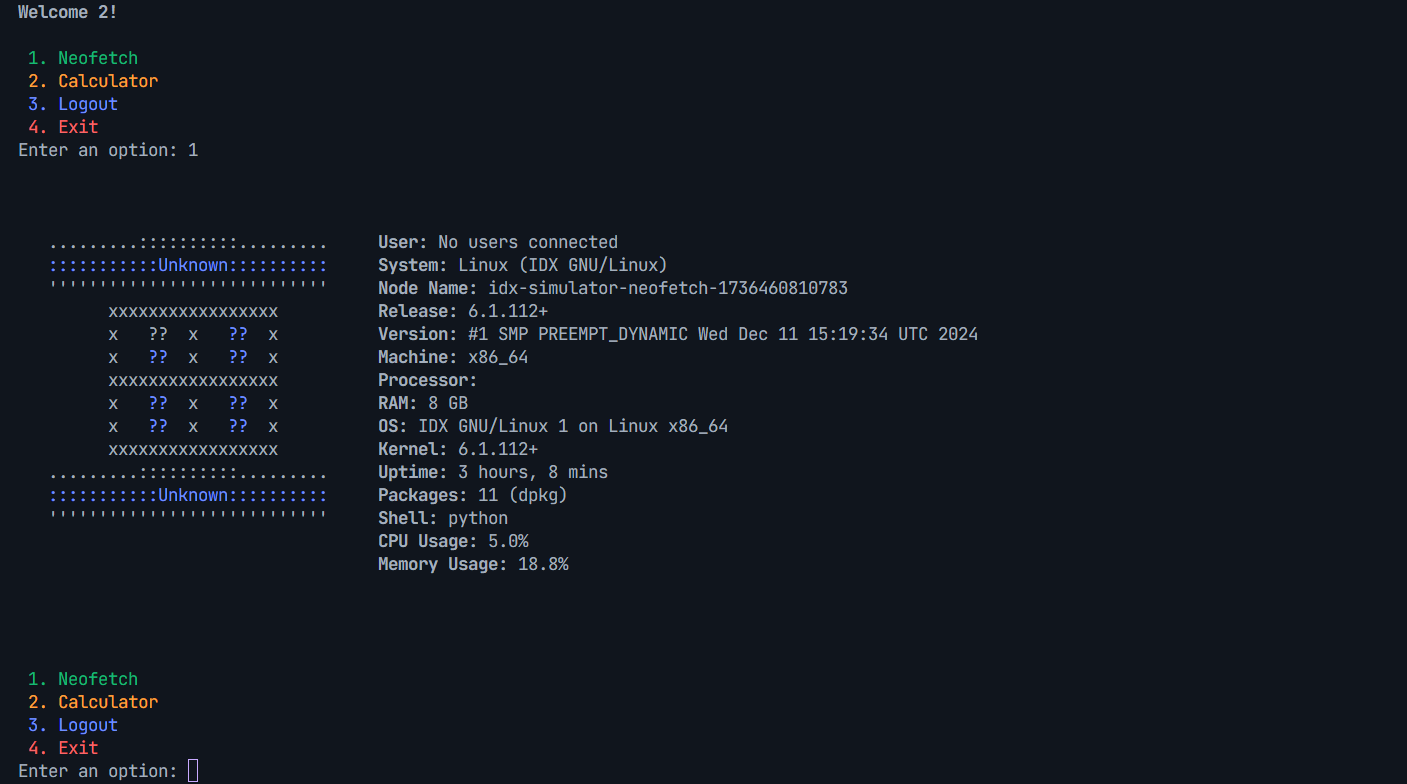 Welcome 2!
1. Neofetch
2. Calculator
3. Logout
4. Exit
Enter an option: 1
.........::::::::::......... User: No users connected
:::::::::::Unknown:::::::::: System: Linux (IDX GNU/Linux)
'''''''''''''''''''''''''''' Node Name: idx-simulator-neofetch-1736460810783
xxxxxxxxxxxxxxxxx Release: 6.1.112+
x ?? x ?? x Version: #1 SMP PREEMPT_DYNAMIC Wed Dec 11 15:19:34 UTC 2024
x ?? x ?? x Machine: x86_64
xxxxxxxxxxxxxxxxx Processor:
x ?? x ?? x RAM: 8 GB
x ?? x ?? x OS: IDX GNU/Linux 1 on Linux x86_64
xxxxxxxxxxxxxxxxx Kernel: 6.1.112+
.........::::::::::......... Uptime: 3 hours, 8 mins
:::::::::::Unknown:::::::::: Packages: 11 (dpkg)
'''''''''''''''''''''''''''' Shell: python
CPU Usage: 5.0%
Memory Usage: 18.8%
1. Neofetch
2. Calculator
3. Logout
4. Exit
Enter an option: